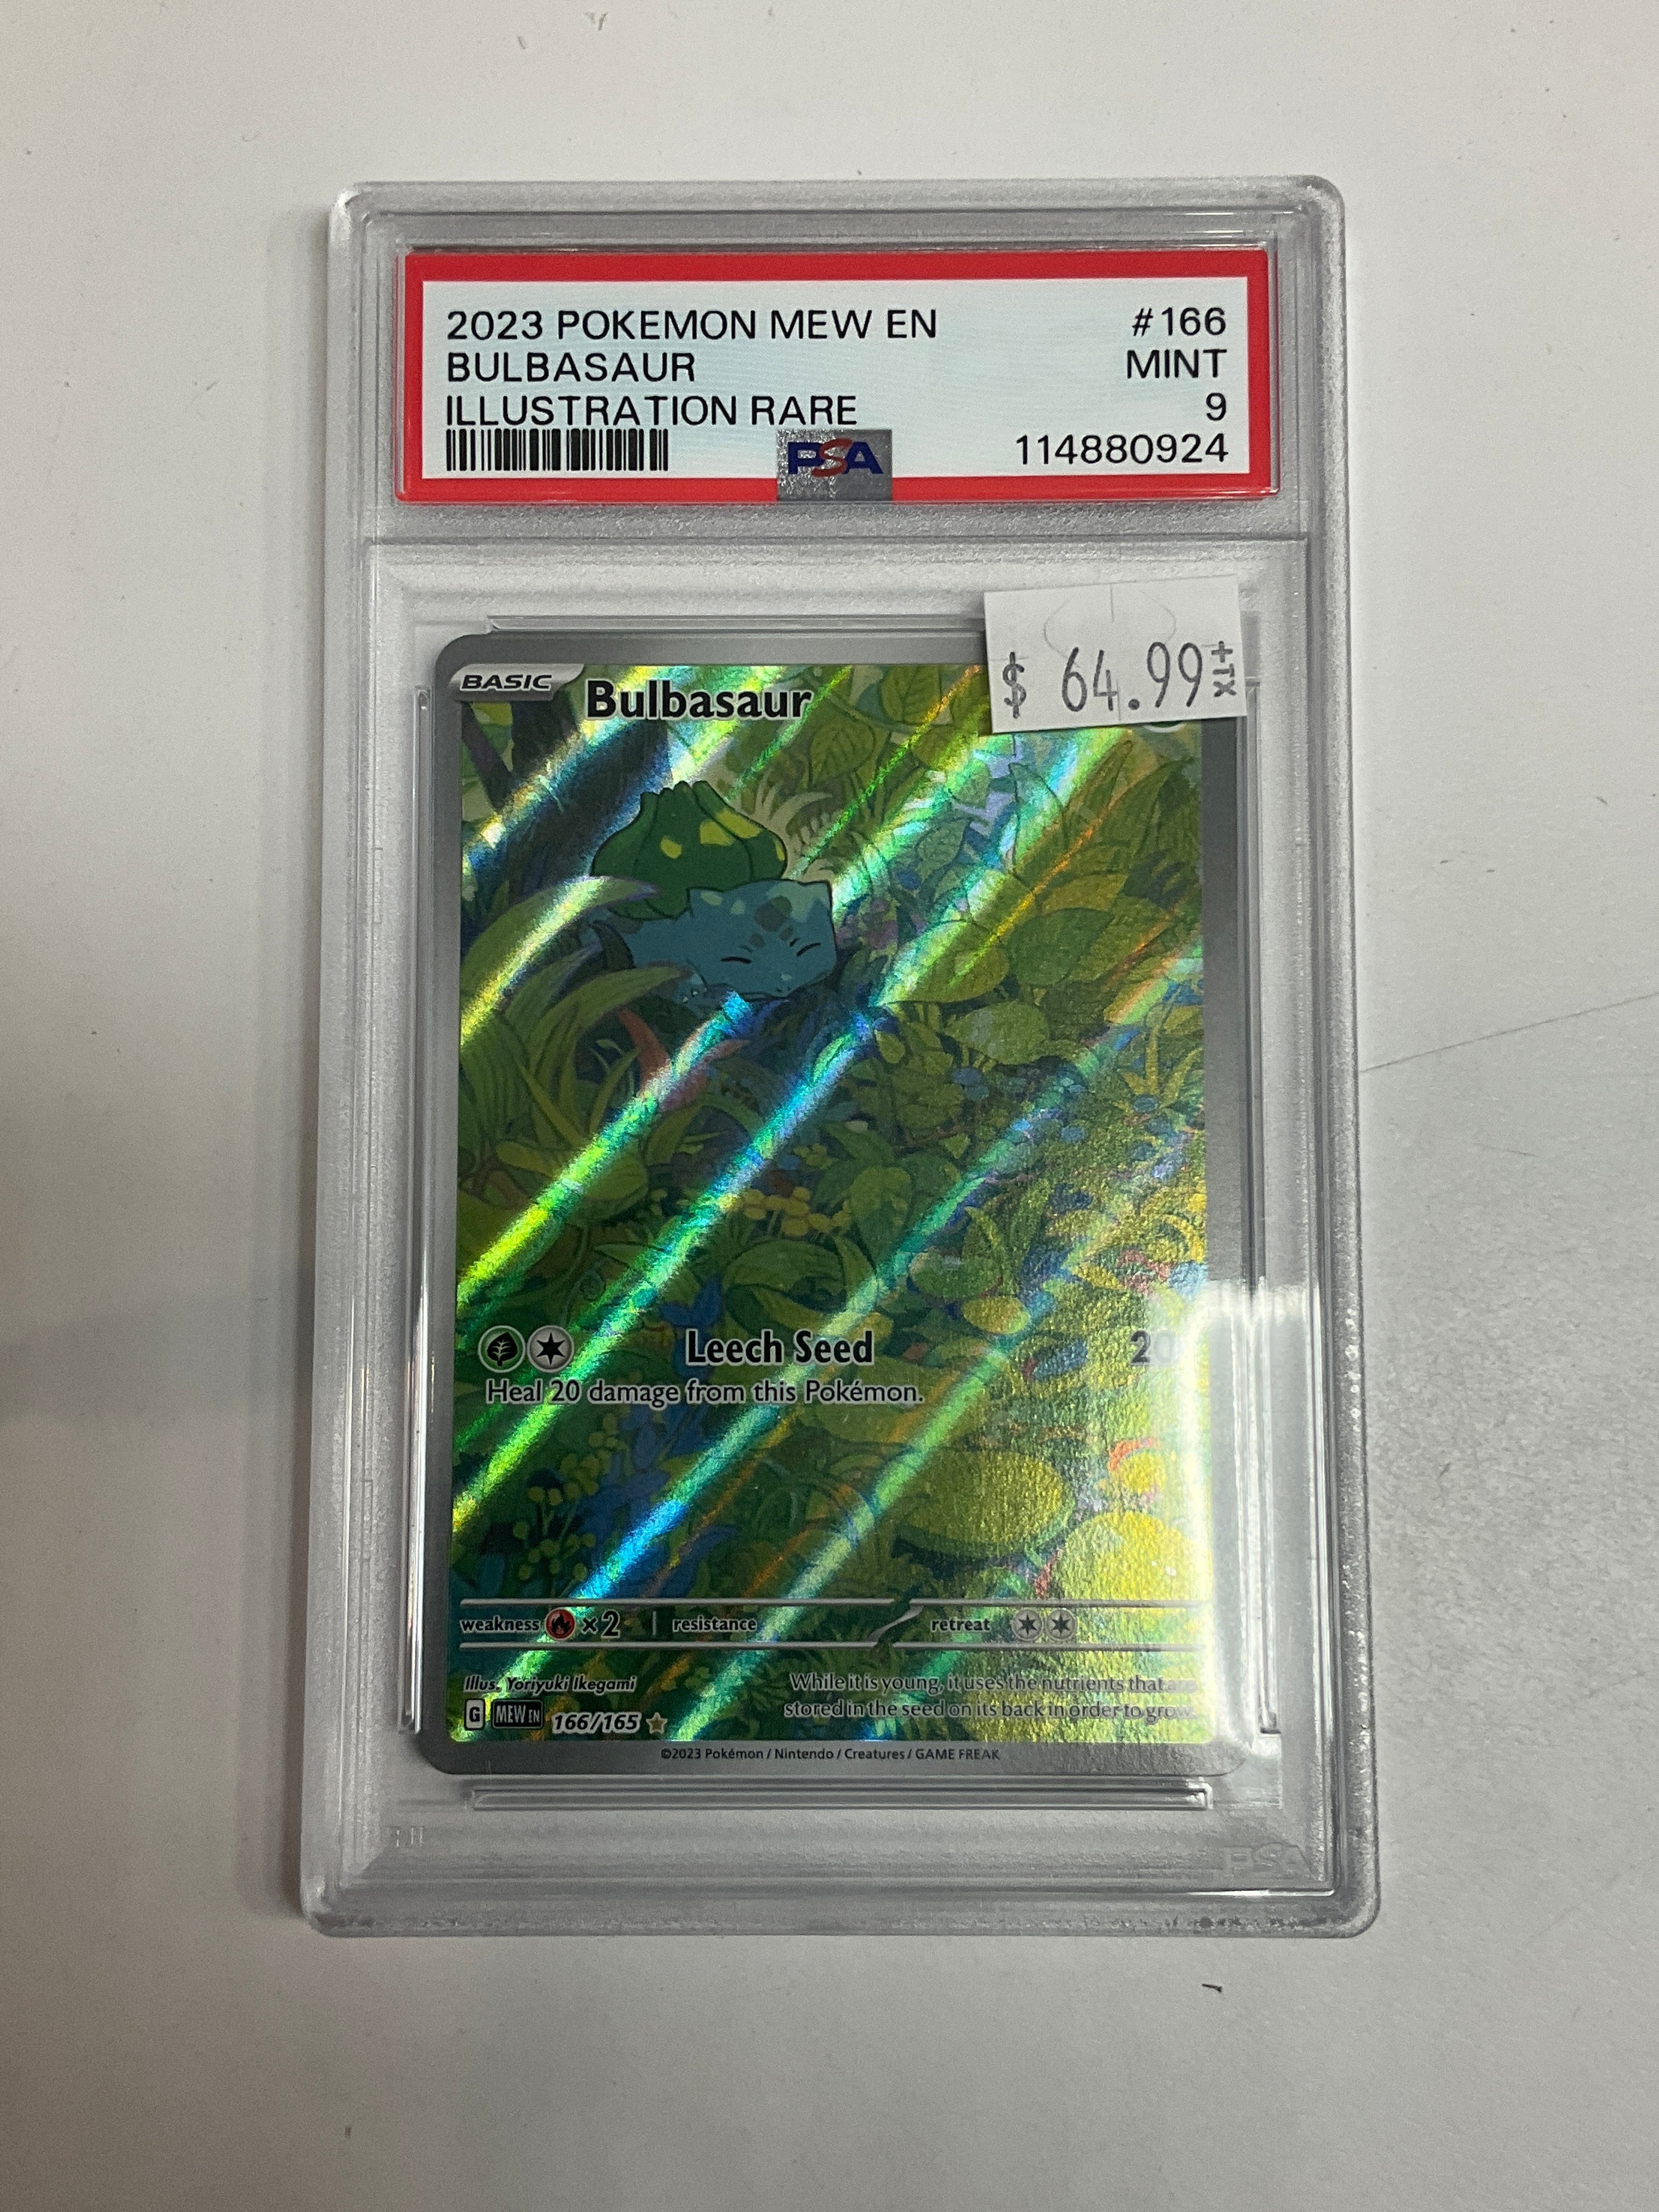 2023 POKEMON MEW EN #166
BULBASAUR MINT
ILLUSTRATION RARE 9
PSA 114880924
$ 64.99 +TX
BASIC Bulbasaur
Leech Seed 20
Heal 20 damage from this Pokémon.
weakness ×2 resistance retreat
Illus. Yoriyuki Ikegami
While it is young, it uses the nutrients that are
stored in the seed on its back in order to grow.
G MEW EN 166/165
©2023 Pokémon / Nintendo / Creatures / GAME FREAK
PSA